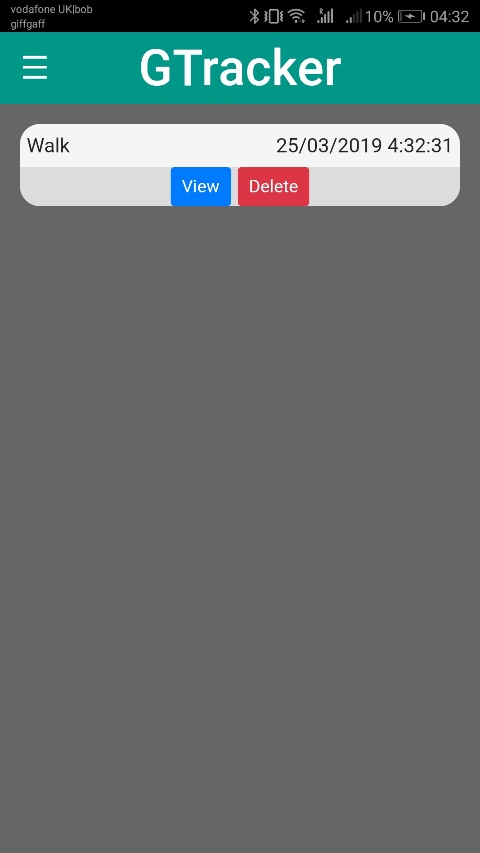 vodafone UK|bob
giffgaff
10% 04:32
GTracker
Walk 25/03/2019 4:32:31
View Delete